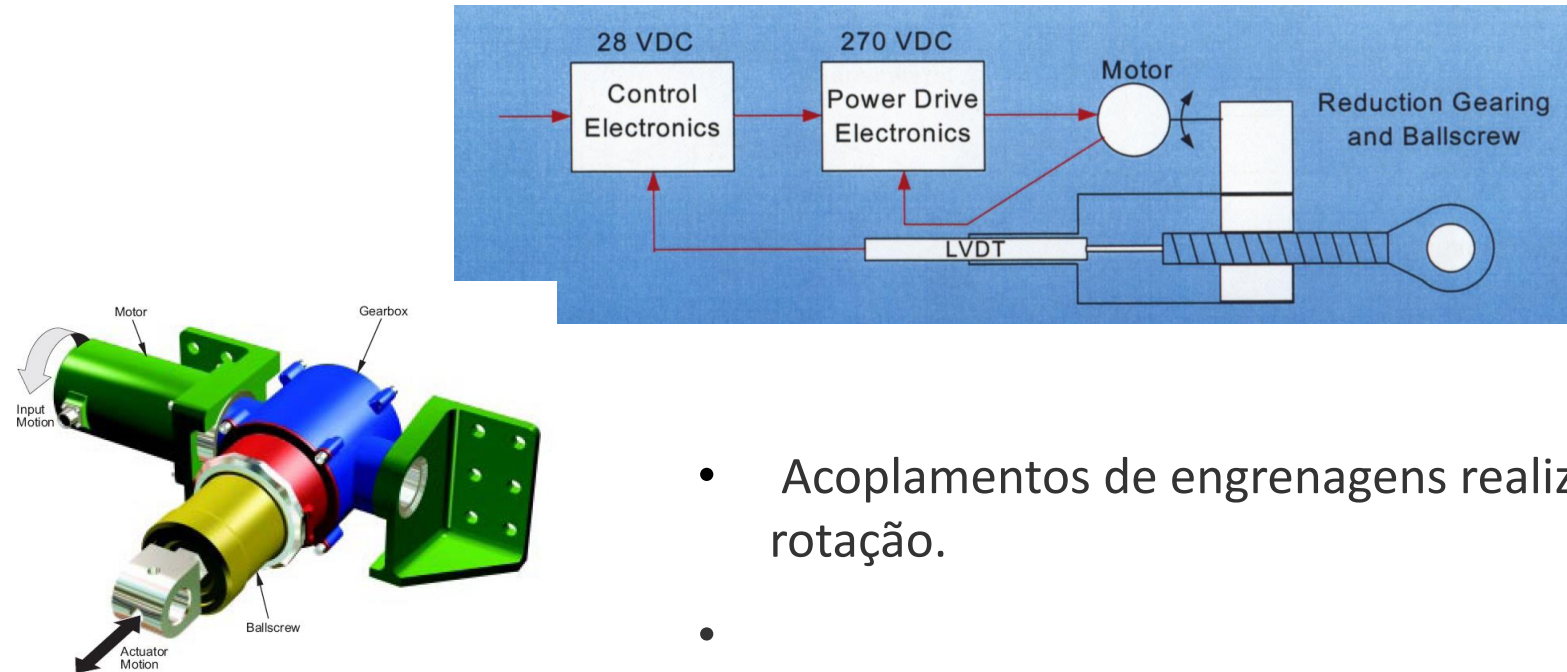 28 VDC
270 VDC
Control
Electronics
Power Drive
Electronics
Motor
Reduction Gearing
and Ballscrew
LVDT
Motor
Gearbox
Input
Motion
Ballscrew
Actuator
Motion
• Acoplamentos de engrenagens realiz
rotação.
•